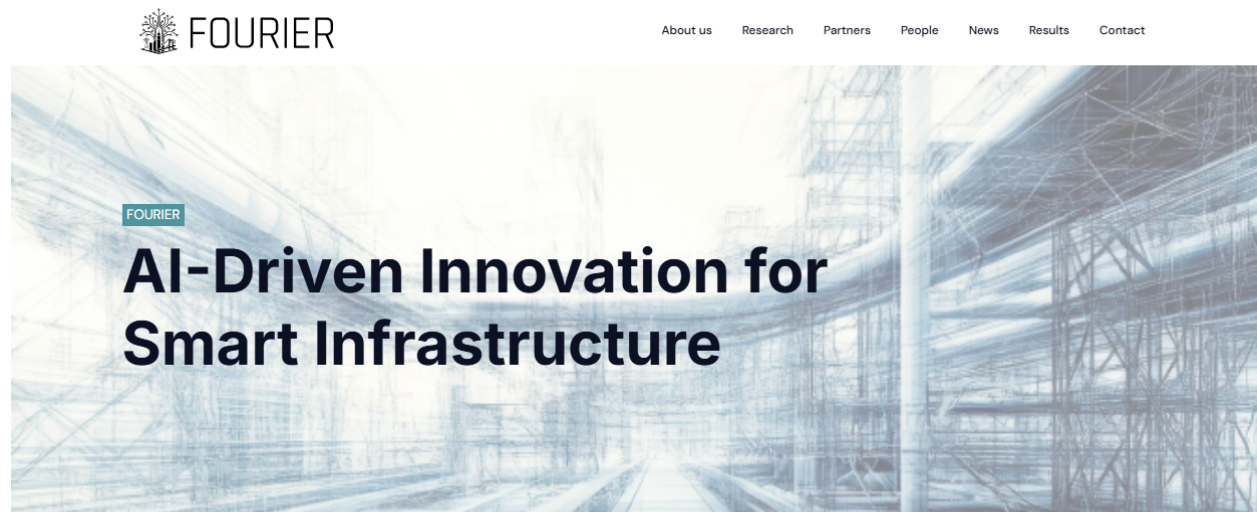 FOURIER
About us Research Partners People News Results Contact
FOURIER
AI-Driven Innovation for
Smart Infrastructure